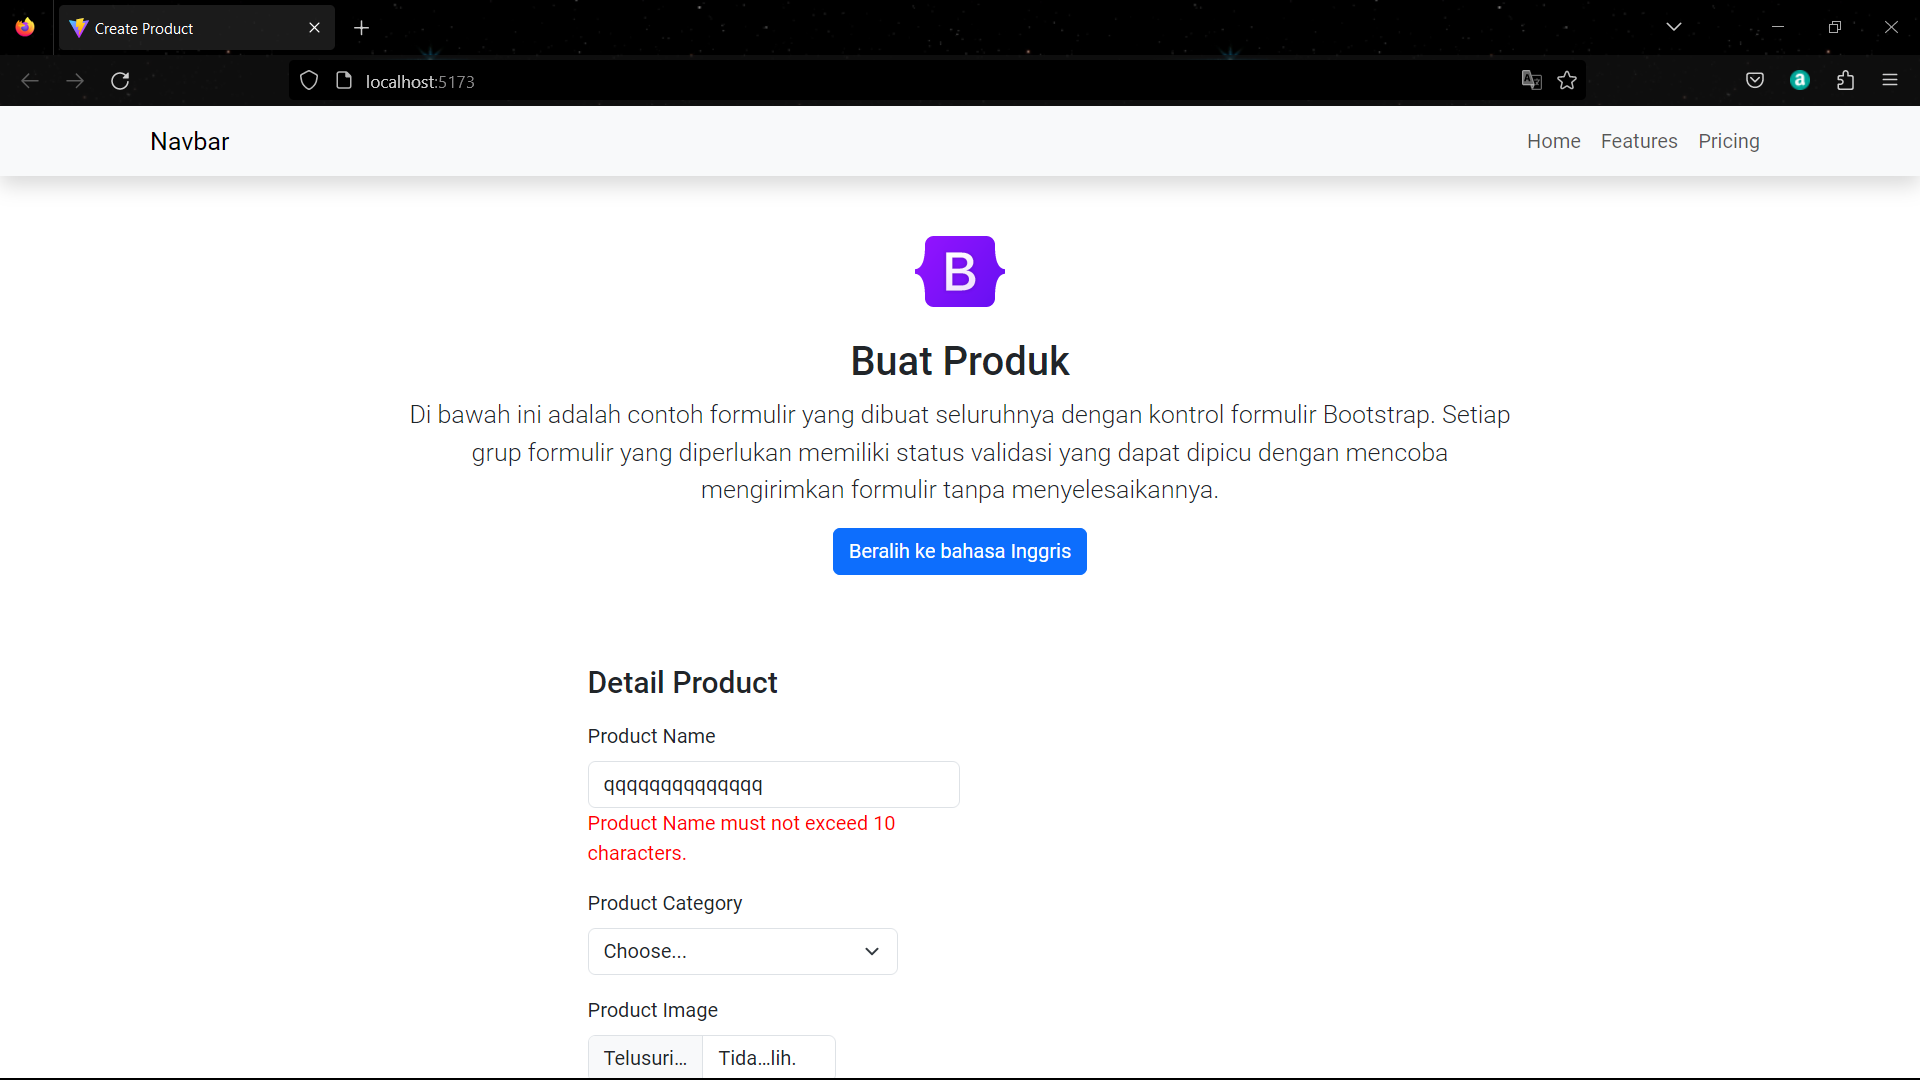 Create Product
localhost:5173
Navbar
Home Features Pricing
B
Buat Produk
Di bawah ini adalah contoh formulir yang dibuat seluruhnya dengan kontrol formulir Bootstrap. Setiap
grup formulir yang diperlukan memiliki status validasi yang dapat dipicu dengan mencoba
mengirimkan formulir tanpa menyelesaikannya.
Beralih ke bahasa Inggris
Detail Product
Product Name
qqqqqqqqqqqqqq
Product Name must not exceed 10
characters.
Product Category
Choose...
Product Image
Telusuri... Tida...lih.